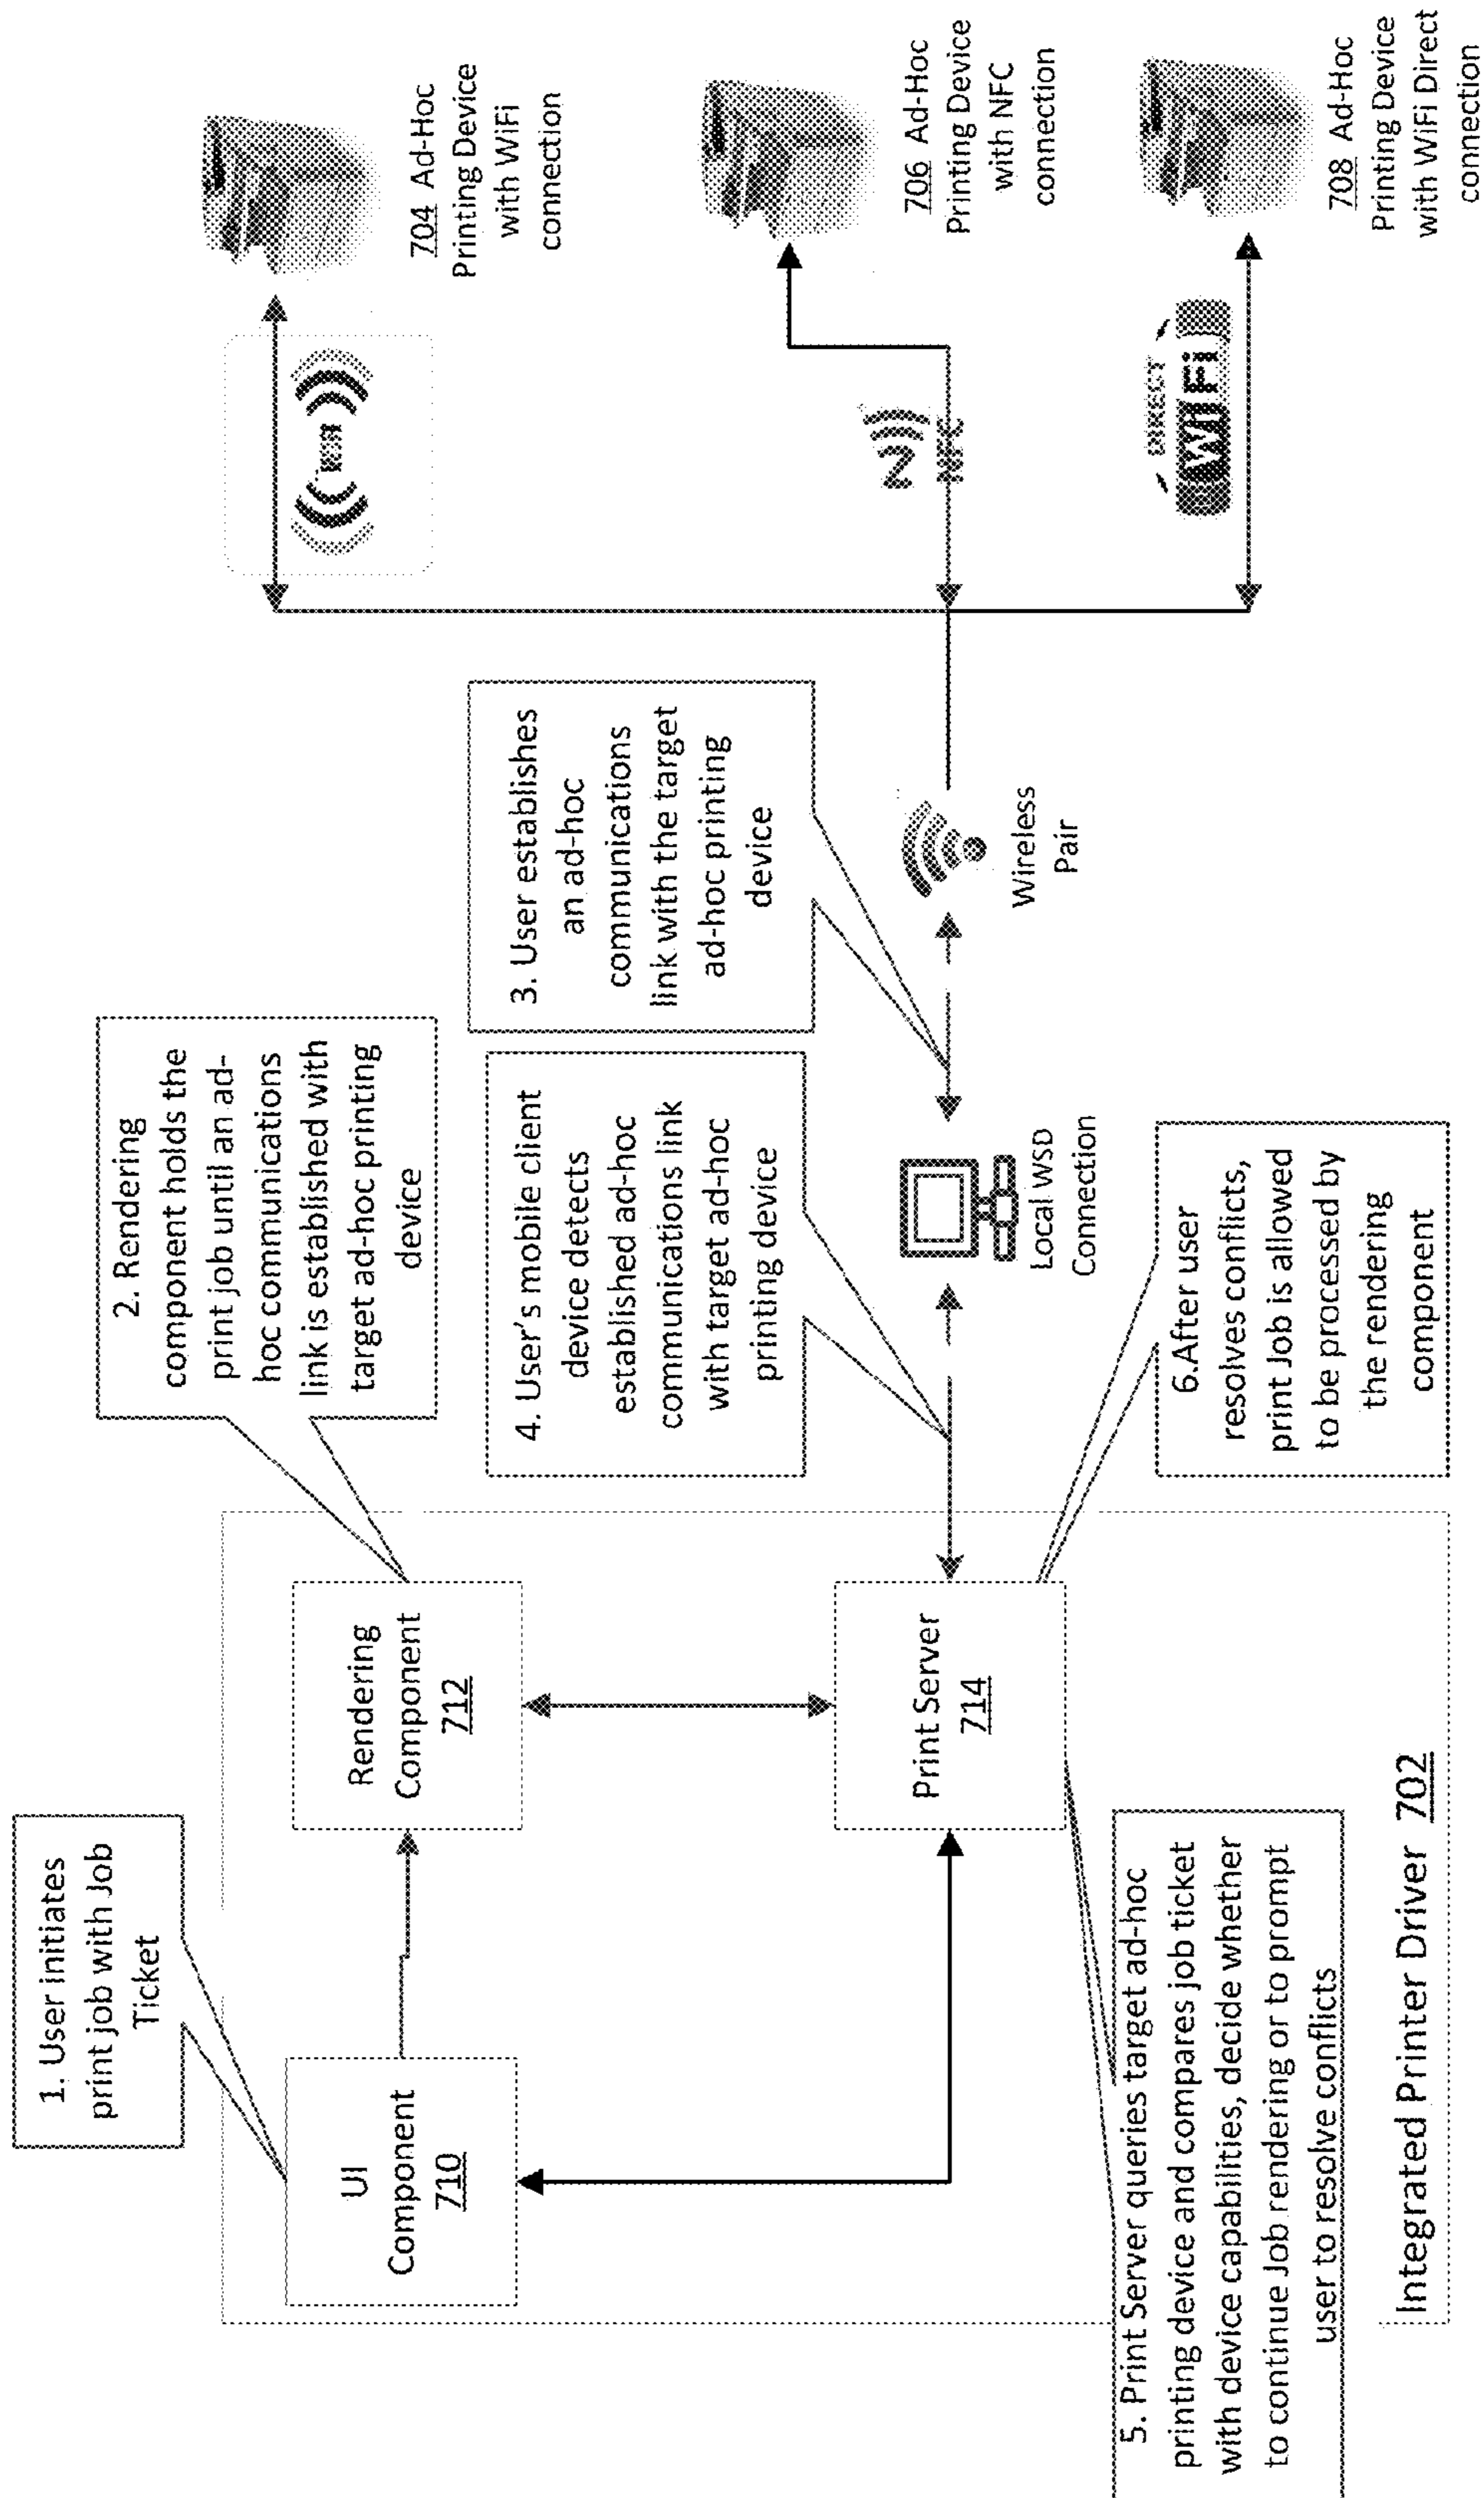 1. User initiates
print job with Job
Ticket
2. Rendering
component holds the
print job until an ad-
hoc communications
link is established with
target ad-hoc printing
device
3. User establishes
an ad-hoc
communications
link with the target
ad-hoc printing
device
4. User's mobile client
device detects
established ad-hoc
communications link
with target ad-hoc
printing device
UI
Component
710
Rendering
Component
712
Print Server
714
Local WSD
Connection
Wireless
Pair
704 Ad-Hoc
Printing Device
with WiFi
connection
NFC
706 Ad-Hoc
Printing Device
with NFC
connection
DIRECT
WiFi
708 Ad-Hoc
Printing Device
with WiFi Direct
connection
5. Print Server queries target ad-hoc
printing device and compares job ticket
with device capabilities, decide whether
to continue Job rendering or to prompt
user to resolve conflicts
6.After user
resolves conflicts,
print Job is allowed
to be processed by
the rendering
component
Integrated Printer Driver 702